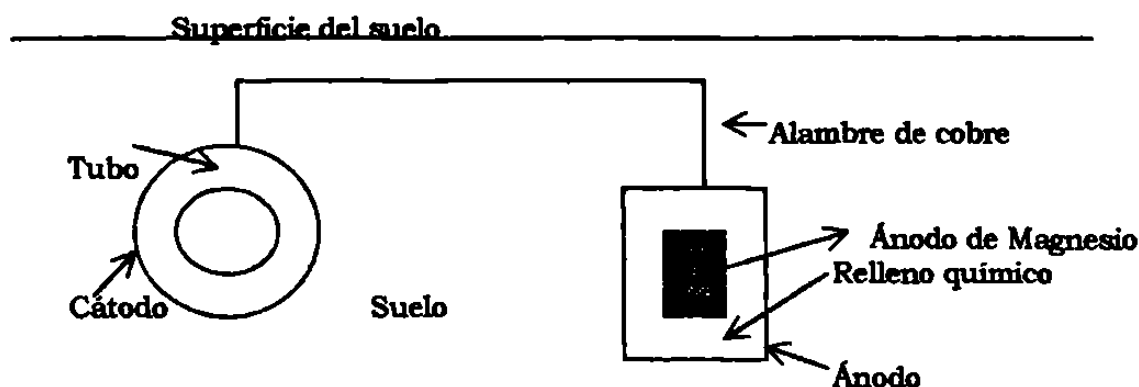 Superficie del suelo
Alambre de cobre
Tubo
Ánodo de Magnesio
Relleno químico
Cátodo
Suelo
Ánodo